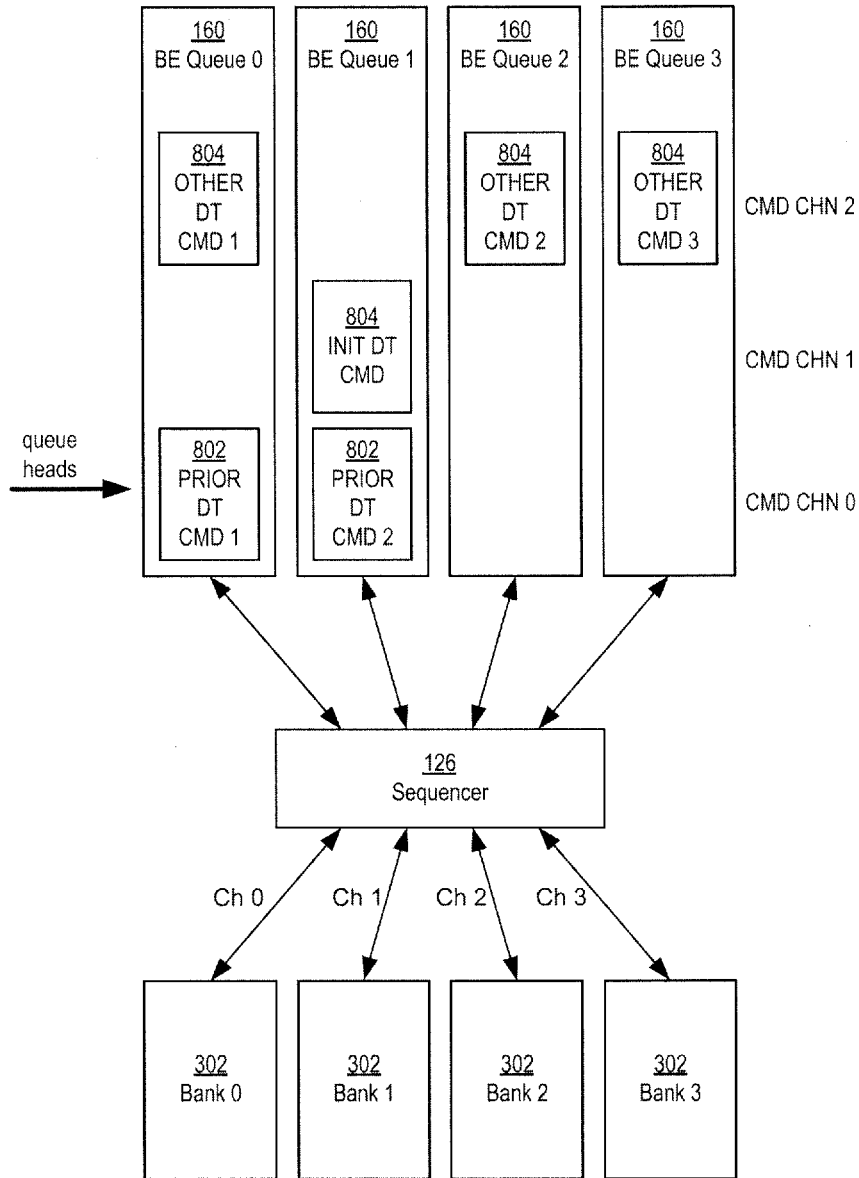 160 160 160 160
BE Queue 0 BE Queue 1 BE Queue 2 BE Queue 3
804 804 804
OTHER OTHER OTHER
DT DT DT CMD CHN 2
CMD 1 CMD 2 CMD 3
804
INIT DT
CMD
CMD CHN 1
queue
heads
802 802
PRIOR PRIOR
DT DT CMD CHN 0
CMD 1 CMD 2
126
Sequencer
Ch 0 Ch 1 Ch 2 Ch 3
302 302 302 302
Bank 0 Bank 1 Bank 2 Bank 3